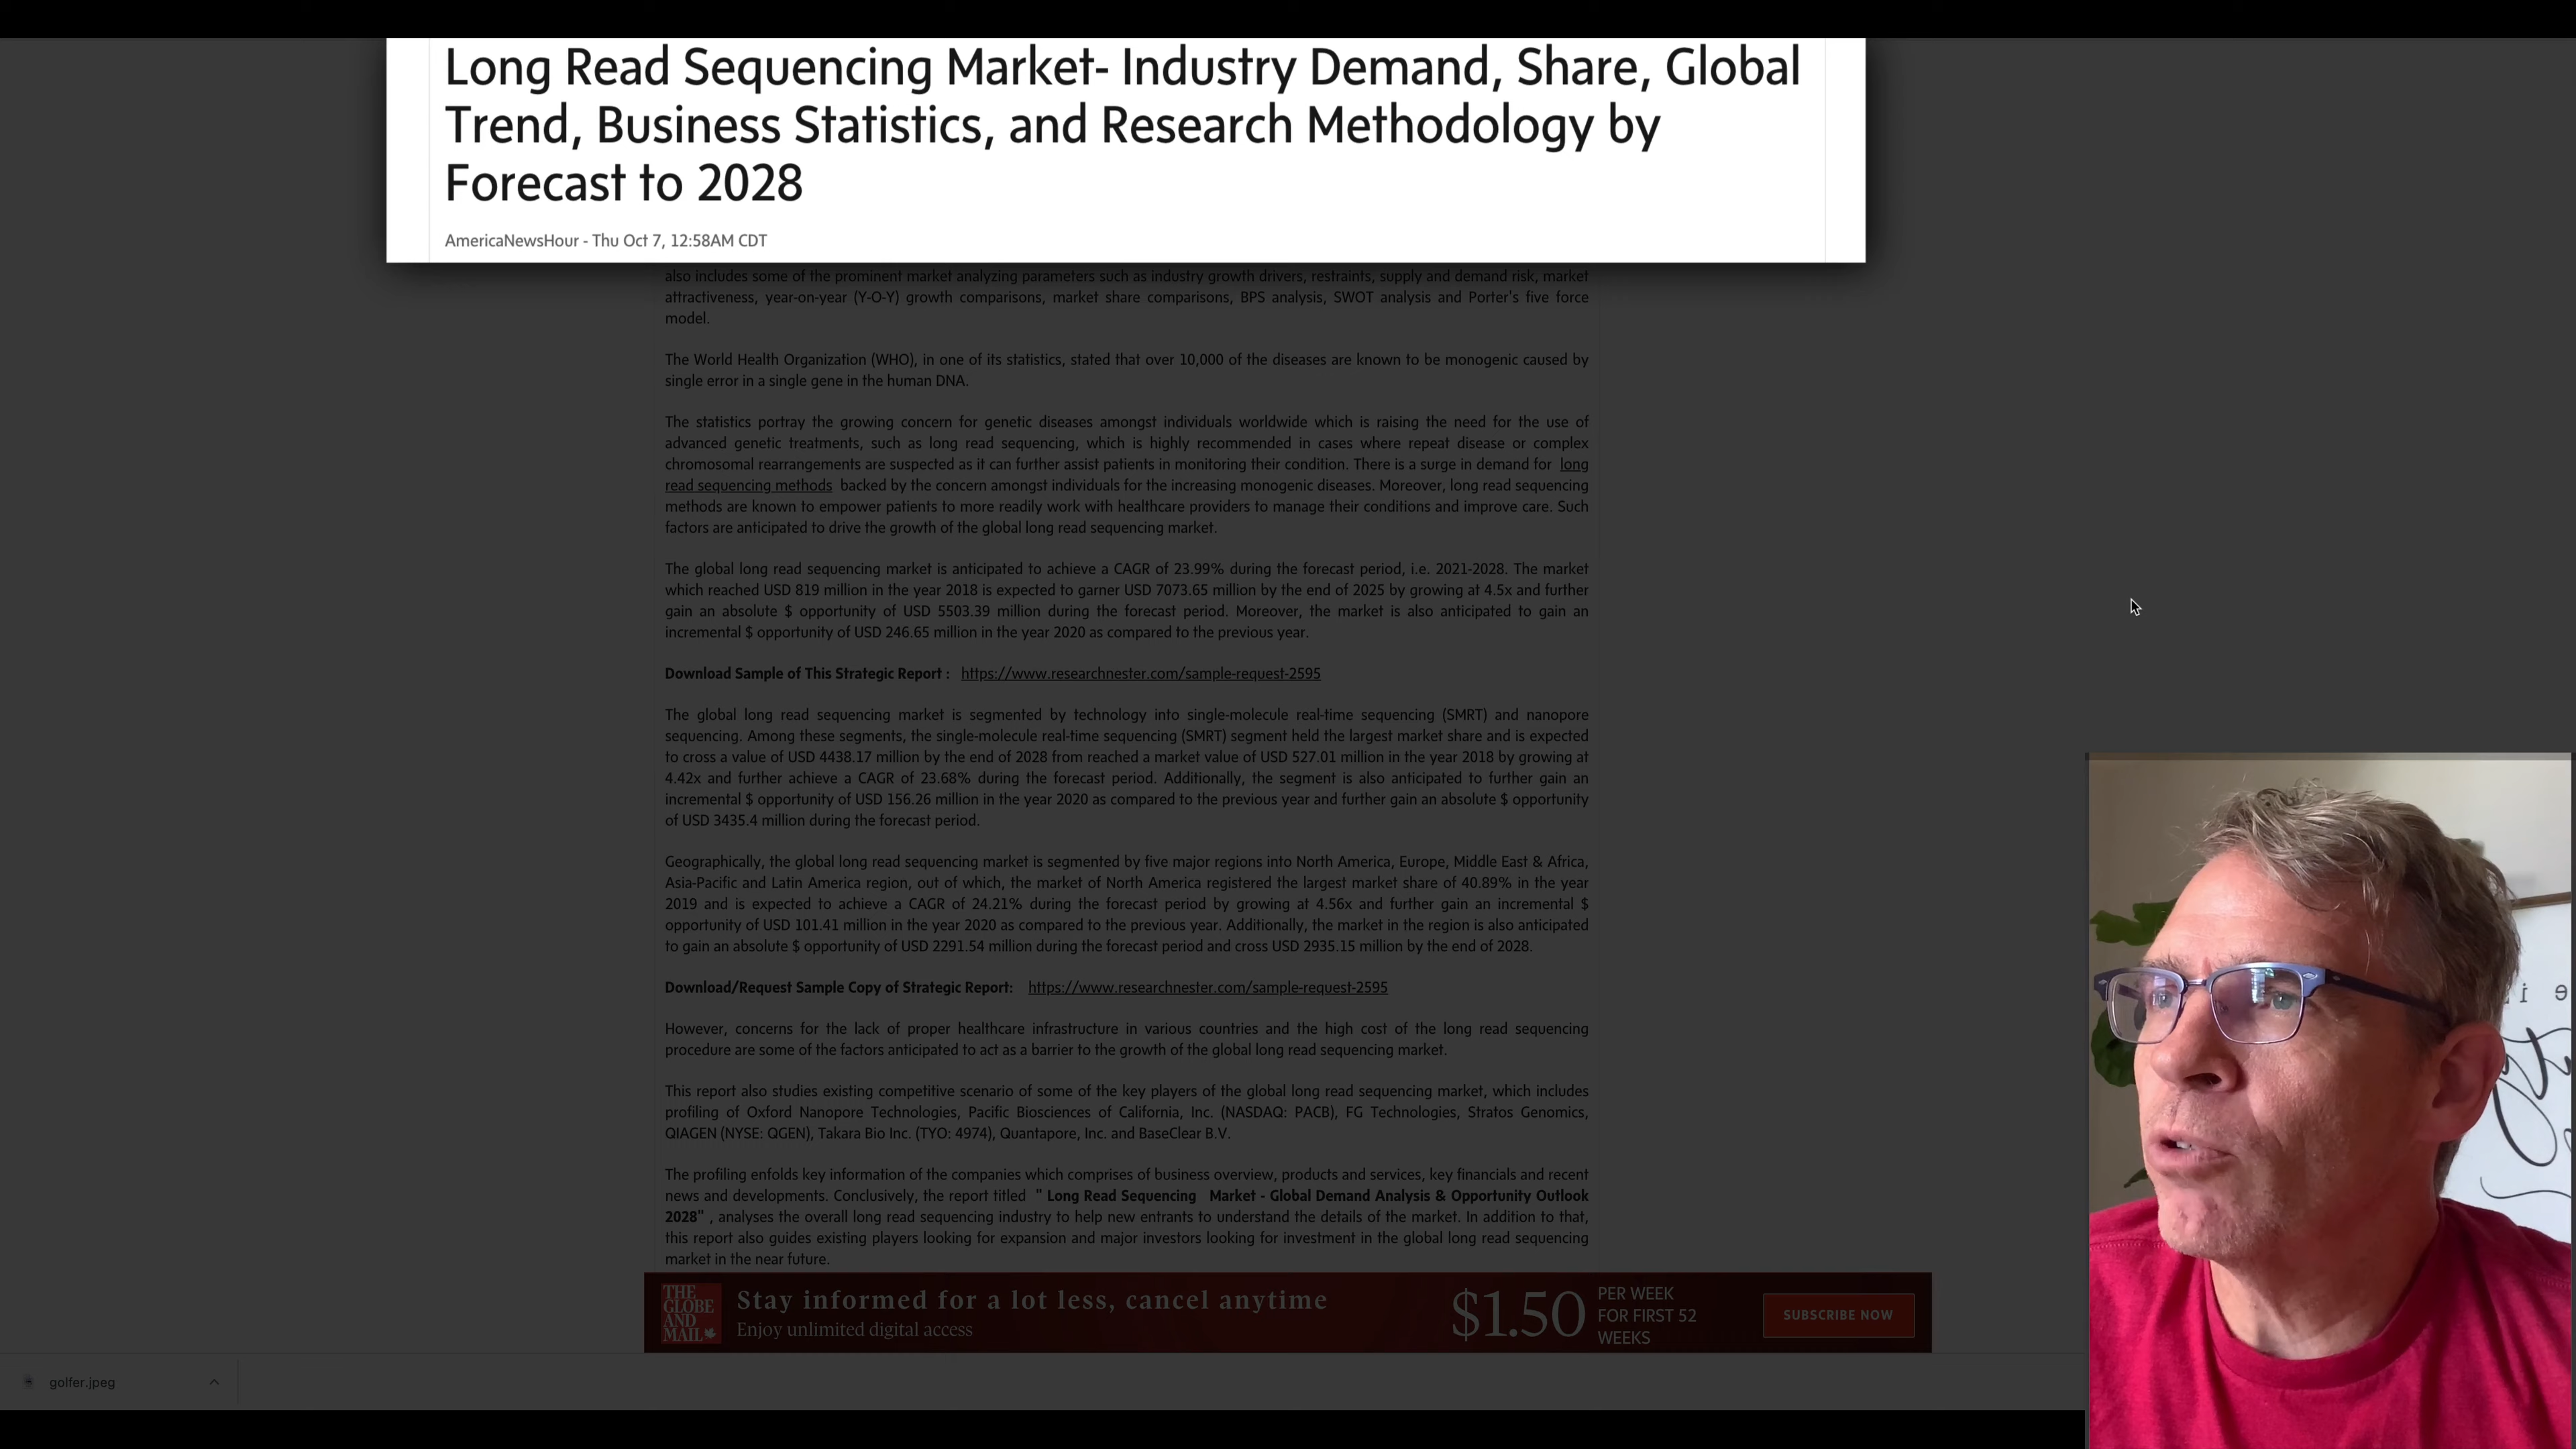 Long Read Sequencing Market- Industry Demand, Share, Global
Trend, Business Statistics, and Research Methodology by
Forecast to 2028
AmericaNewsHour - Thu Oct 7, 12:58AM CDT
also includes some of the prominent market analyzing parameters such as industry growth drivers, restraints, supply and demand risk, market
attractiveness, year-on-year (Y-O-Y) growth comparisons, market share comparisons, BPS analysis, SWOT analysis and Porter's five force
model.
The World Health Organization (WHO), in one of its statistics, stated that over 10,000 of the diseases are known to be monogenic caused by
single error in a single gene in the human DNA.
The statistics portray the growing concern for genetic diseases amongst individuals worldwide which is raising the need for the use of
advanced genetic treatments, such as long read sequencing, which is highly recommended in cases where repeat disease or complex
chromosomal rearrangements are suspected as it can further assist patients in monitoring their condition. There is a surge in demand for long
read sequencing methods backed by the concern amongst individuals for the increasing monogenic diseases. Moreover, long read sequencing
methods are known to empower patients to more readily work with healthcare providers to manage their conditions and improve care. Such
factors are anticipated to drive the growth of the global long read sequencing market.
The global long read sequencing market is anticipated to achieve a CAGR of 23.99% during the forecast period, i.e. 2021-2028. The market
which reached USD 819 million in the year 2018 is expected to garner USD 7073.65 million by the end of 2025 by growing at 4.5x and further
gain an absolute $ opportunity of USD 5503.39 million during the forecast period. Moreover, the market is also anticipated to gain an
incremental $ opportunity of USD 246.65 million in the year 2020 as compared to the previous year.
Download Sample of This Strategic Report : https://www.researchnester.com/sample-request-2595
The global long read sequencing market is segmented by technology into single-molecule real-time sequencing (SMRT) and nanopore
sequencing. Among these segments, the single-molecule real-time sequencing (SMRT) segment held the largest market share and is expected
to cross a value of USD 4438.17 million by the end of 2028 from reached a market value of USD 527.01 million in the year 2018 by growing at
4.42x and further achieve a CAGR of 23.68% during the forecast period. Additionally, the segment is also anticipated to further gain an
incremental $ opportunity of USD 156.26 million in the year 2020 as compared to the previous year and further gain an absolute $ opportunity
of USD 3435.4 million during the forecast period.
Geographically, the global long read sequencing market is segmented by five major regions into North America, Europe, Middle East & Africa,
Asia-Pacific and Latin America region, out of which, the market of North America registered the largest market share of 40.89% in the year
2019 and is expected to achieve a CAGR of 24.21% during the forecast period by growing at 4.56x and further gain an incremental $
opportunity of USD 101.41 million in the year 2020 as compared to the previous year. Additionally, the market in the region is also anticipated
to gain an absolute $ opportunity of USD 2291.54 million during the forecast period and cross USD 2935.15 million by the end of 2028.
Download/Request Sample Copy of Strategic Report: https://www.researchnester.com/sample-request-2595
However, concerns for the lack of proper healthcare infrastructure in various countries and the high cost of the long read sequencing
procedure are some of the factors anticipated to act as a barrier to the growth of the global long read sequencing market.
This report also studies existing competitive scenario of some of the key players of the global long read sequencing market, which includes
profiling of Oxford Nanopore Technologies, Pacific Biosciences of California, Inc. (NASDAQ: PACB), FG Technologies, Stratos Genomics,
QIAGEN (NYSE: QGEN), Takara Bio Inc. (TYO: 4974), Quantapore, Inc. and BaseClear B.V.
The profiling enfolds key information of the companies which comprises of business overview, products and services, key financials and recent
news and developments. Conclusively, the report titled " Long Read Sequencing Market - Global Demand Analysis & Opportunity Outlook
2028" , analyses the overall long read sequencing industry to help new entrants to understand the details of the market. In addition to that,
this report also guides existing players looking for expansion and major investors looking for investment in the global long read sequencing
market in the near future.
THE
GLOBE
AND
MAIL
Stay informed for a lot less, cancel anytime
Enjoy unlimited digital access
$1.50
PER WEEK
FOR FIRST 52
WEEKS
SUBSCRIBE NOW
golfer.jpeg